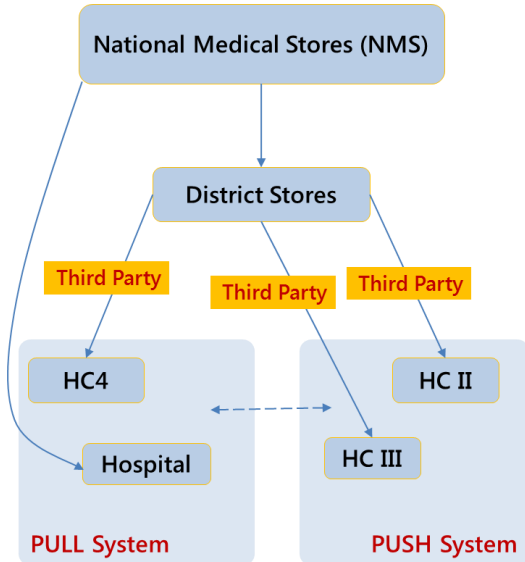 National Medical Stores (NMS)
District Stores
Third Party
Third Party
Third Party
HC4
HC II
Hospital
HC III
PULL System
PUSH System